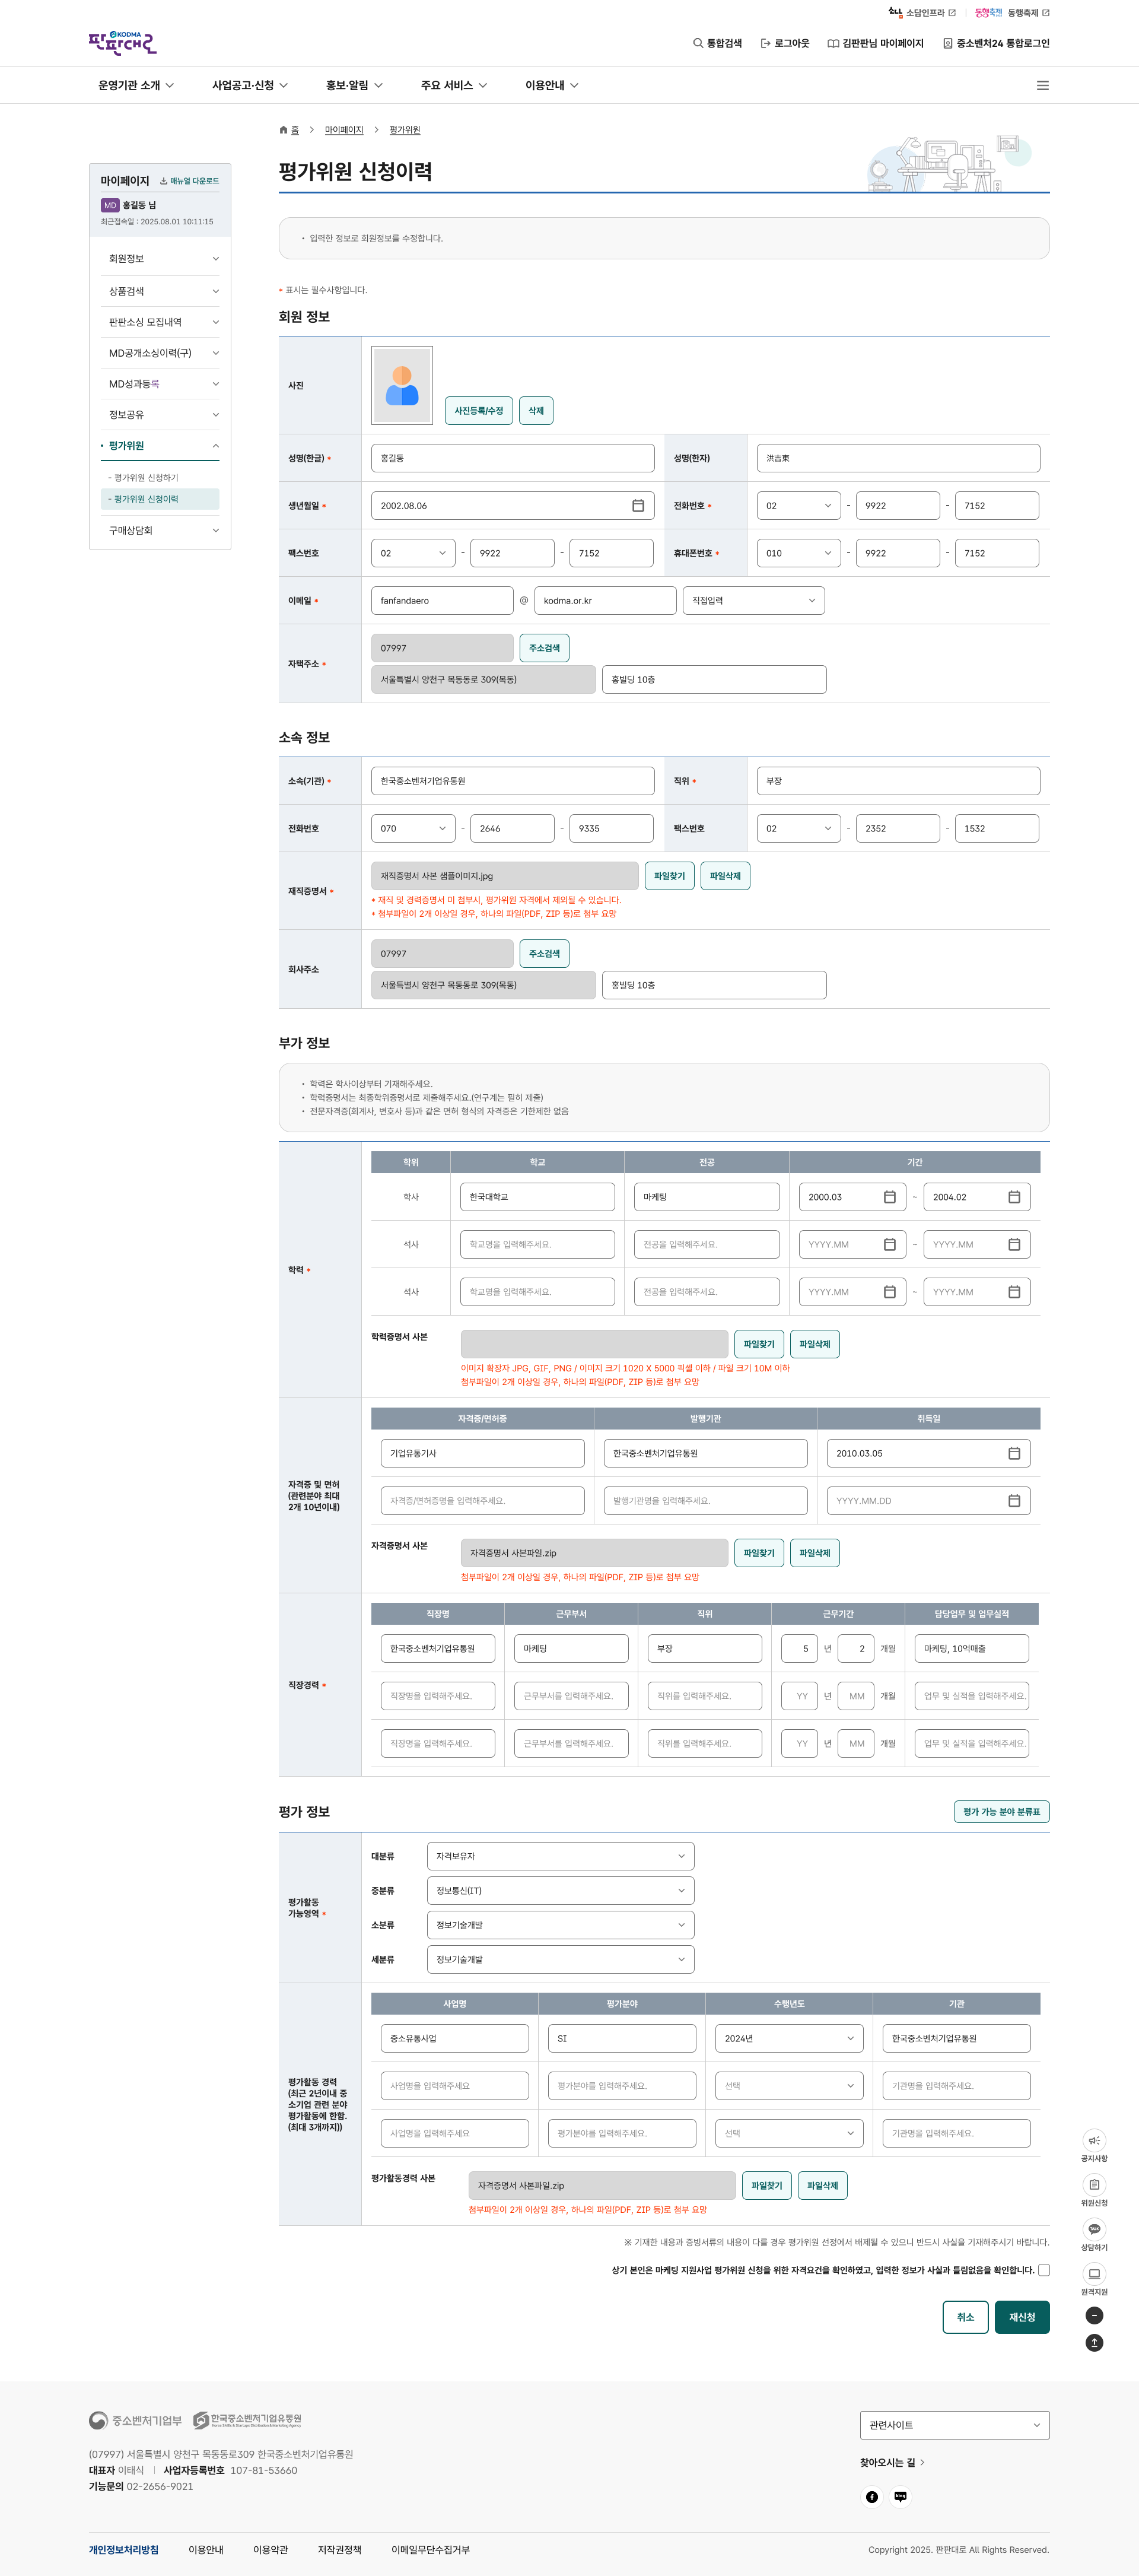 소담인프라 동행축제 동행축제
KODMA
판판대로
통합검색 로그아웃 김판판님 마이페이지 중소벤처24 통합로그인
운영기관 소개 사업공고·신청 홍보·알림 주요 서비스 이용안내
홈 마이페이지 평가위원
평가위원 신청이력
마이페이지 매뉴얼 다운로드
MD 홍길동 님
최근접속일 : 2025.08.01 10:11:15
회원정보
상품검색
판판소싱 모집내역
MD공개소싱이력(구)
MD성과등록
정보공유
평가위원
- 평가위원 신청하기
- 평가위원 신청이력
구매상담회
• 입력한 정보로 회원정보를 수정합니다.
* 표시는 필수사항입니다.
회원 정보
사진 사진등록/수정 삭제
성명(한글) * 홍길동 성명(한자) 洪吉東
생년월일 * 2002.08.06 전화번호 * 02 - 9922 - 7152
팩스번호 02 - 9922 - 7152 휴대폰번호 * 010 - 9922 - 7152
이메일 * fanfandaero @ kodma.or.kr 직접입력
자택주소 * 07997 주소검색
서울특별시 양천구 목동동로 309(목동) 홍빌딩 10층
소속 정보
소속(기관) * 한국중소벤처기업유통원 직위 * 부장
전화번호 070 - 2646 - 9335 팩스번호 02 - 2352 - 1532
재직증명서 * 재직증명서 사본 샘플이미지.jpg 파일찾기 파일삭제
* 재직 및 경력증명서 미 첨부시, 평가위원 자격에서 제외될 수 있습니다.
* 첨부파일이 2개 이상일 경우, 하나의 파일(PDF, ZIP 등)로 첨부 요망
회사주소 07997 주소검색
서울특별시 양천구 목동동로 309(목동) 홍빌딩 10층
부가 정보
• 학력은 학사이상부터 기재해주세요.
• 학력증명서는 최종학위증명서로 제출해주세요.(연구계는 필히 제출)
• 전문자격증(회계사, 변호사 등)과 같은 면허 형식의 자격증은 기한제한 없음
학력 *
학위 학교 전공 기간
학사 한국대학교 마케팅 2000.03 ~ 2004.02
석사 학교명을 입력해주세요. 전공을 입력해주세요. YYYY.MM ~ YYYY.MM
석사 학교명을 입력해주세요. 전공을 입력해주세요. YYYY.MM ~ YYYY.MM
학력증명서 사본 파일찾기 파일삭제
이미지 확장자 JPG, GIF, PNG / 이미지 크기 1020 X 5000 픽셀 이하 / 파일 크기 10M 이하
첨부파일이 2개 이상일 경우, 하나의 파일(PDF, ZIP 등)로 첨부 요망
자격증 및 면허
(관련분야 최대
2개 10년이내)
자격증/면허증 발행기관 취득일
기업유통기사 한국중소벤처기업유통원 2010.03.05
자격증/면허증명을 입력해주세요. 발행기관명을 입력해주세요. YYYY.MM.DD
자격증명서 사본 자격증명서 사본파일.zip 파일찾기 파일삭제
첨부파일이 2개 이상일 경우, 하나의 파일(PDF, ZIP 등)로 첨부 요망
직장경력 *
직장명 근무부서 직위 근무기간 담당업무 및 업무실적
한국중소벤처기업유통원 마케팅 부장 5 년 2 개월 마케팅, 10억매출
직장명을 입력해주세요. 근무부서를 입력해주세요. 직위를 입력해주세요. YY 년 MM 개월 업무 및 실적을 입력해주세요.
직장명을 입력해주세요. 근무부서를 입력해주세요. 직위를 입력해주세요. YY 년 MM 개월 업무 및 실적을 입력해주세요.
평가 정보 평가 가능 분야 분류표
평가활동
가능영역 *
대분류 자격보유자
중분류 정보통신(IT)
소분류 정보기술개발
세분류 정보기술개발
평가활동 경력
(최근 2년이내 중
소기업 관련 분야
평가활동에 한함.
(최대 3개까지))
사업명 평가분야 수행년도 기관
중소유통사업 SI 2024년 한국중소벤처기업유통원
사업명을 입력해주세요 평가분야를 입력해주세요. 선택 기관명을 입력해주세요.
사업명을 입력해주세요 평가분야를 입력해주세요. 선택 기관명을 입력해주세요.
평가활동경력 사본 자격증명서 사본파일.zip 파일찾기 파일삭제
첨부파일이 2개 이상일 경우, 하나의 파일(PDF, ZIP 등)로 첨부 요망
※ 기재한 내용과 증빙서류의 내용이 다를 경우 평가위원 선정에서 배제될 수 있으니 반드시 사실을 기재해주시기 바랍니다.
상기 본인은 마케팅 지원사업 평가위원 신청을 위한 자격요건을 확인하였고, 입력한 정보가 사실과 틀림없음을 확인합니다.
취소 재신청
공지사항
위원신청
상담하기
원격지원
중소벤처기업부 한국중소벤처기업유통원
관련사이트
(07997) 서울특별시 양천구 목동동로309 한국중소벤처기업유통원
대표자 이태식 사업자등록번호 107-81-53660
기능문의 02-2656-9021
찾아오시는 길
blog
개인정보처리방침 이용안내 이용약관 저작권정책 이메일무단수집거부
Copyright 2025. 판판대로 All Rights Reserved.